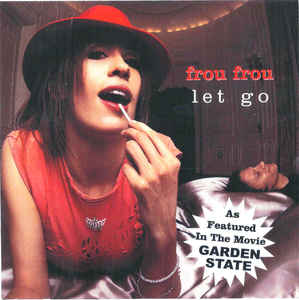 frou frou
let go
As
Featured
In The Movie
GARDEN
STATE